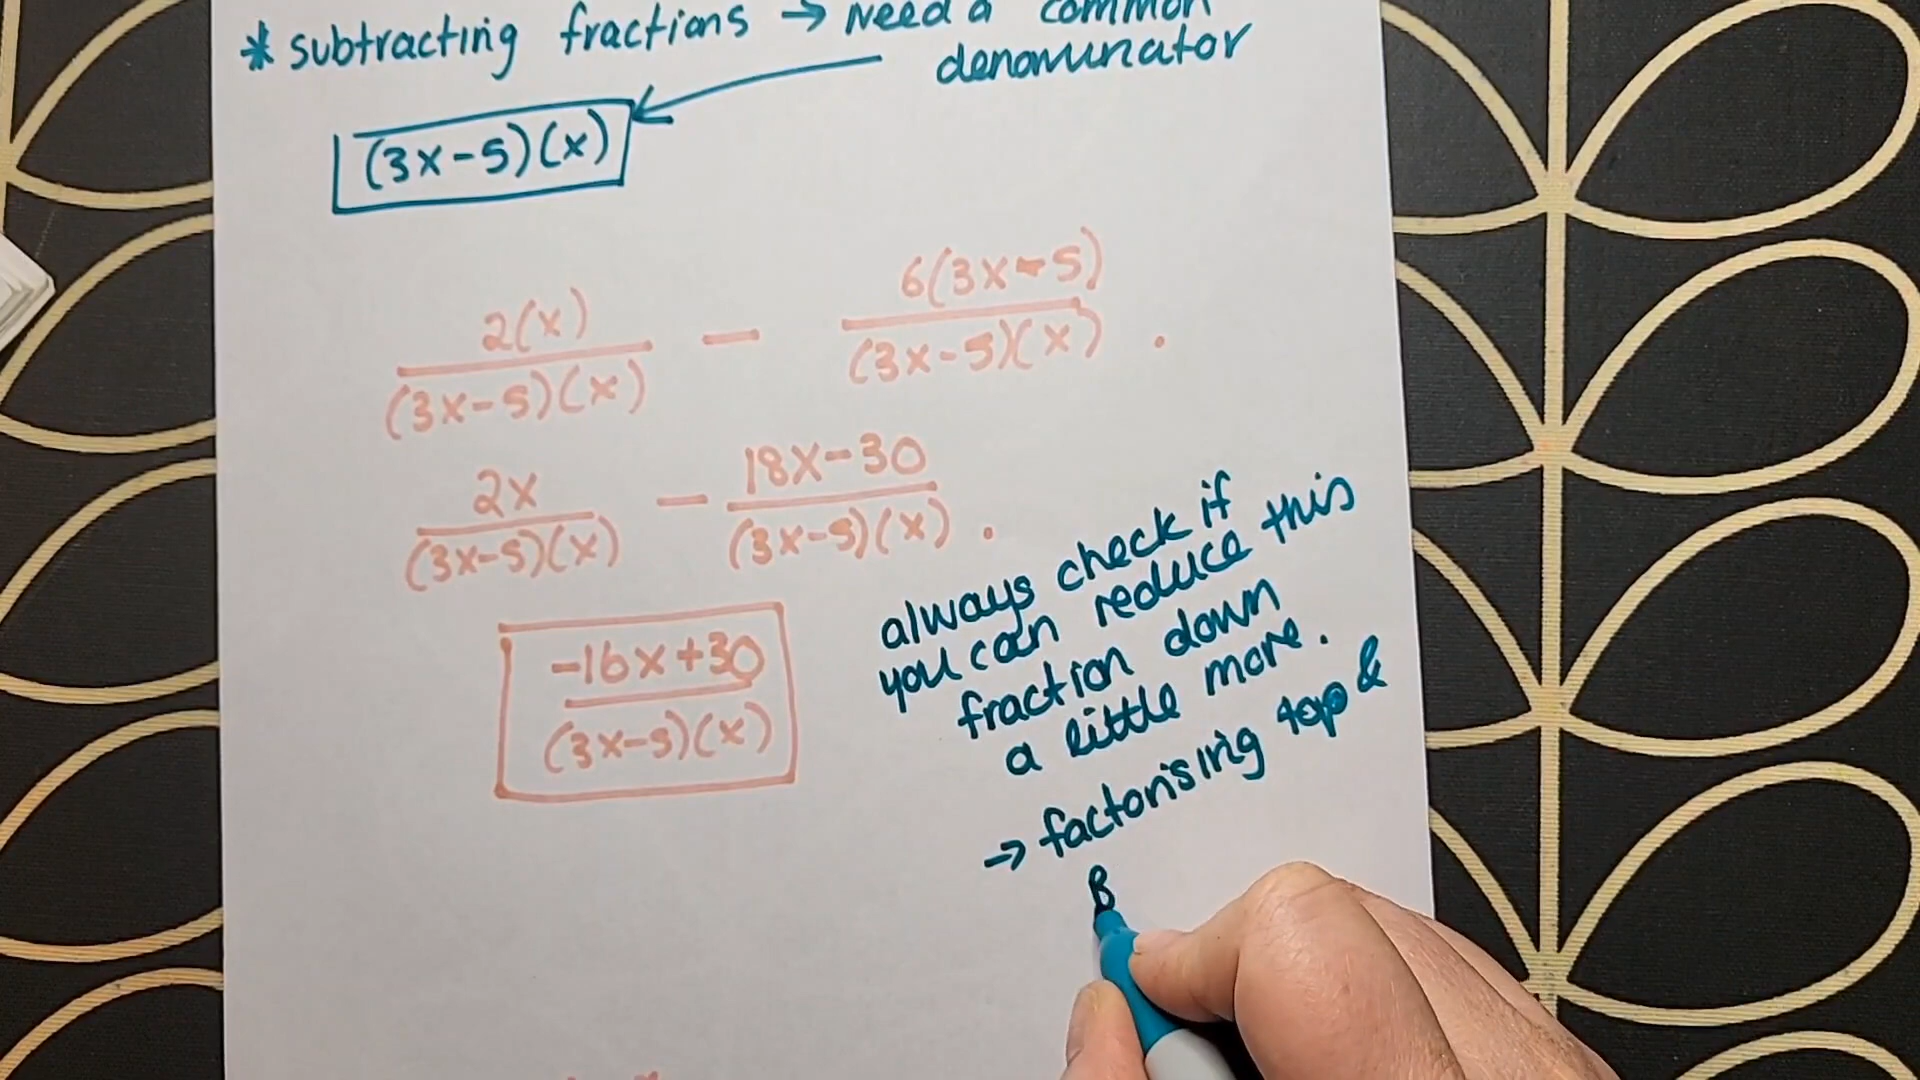 * subtracting fractions → Need a common
denominator
(3x-5)(x)
2(x) / (3x-5)(x) - 6(3x-5) / (3x-5)(x) .
2x / (3x-5)(x) - 18x-30 / (3x-5)(x) .
-16x+30 / (3x-5)(x)
always check if
you can reduce this
fraction down
a little more.
→ factorising top &
B